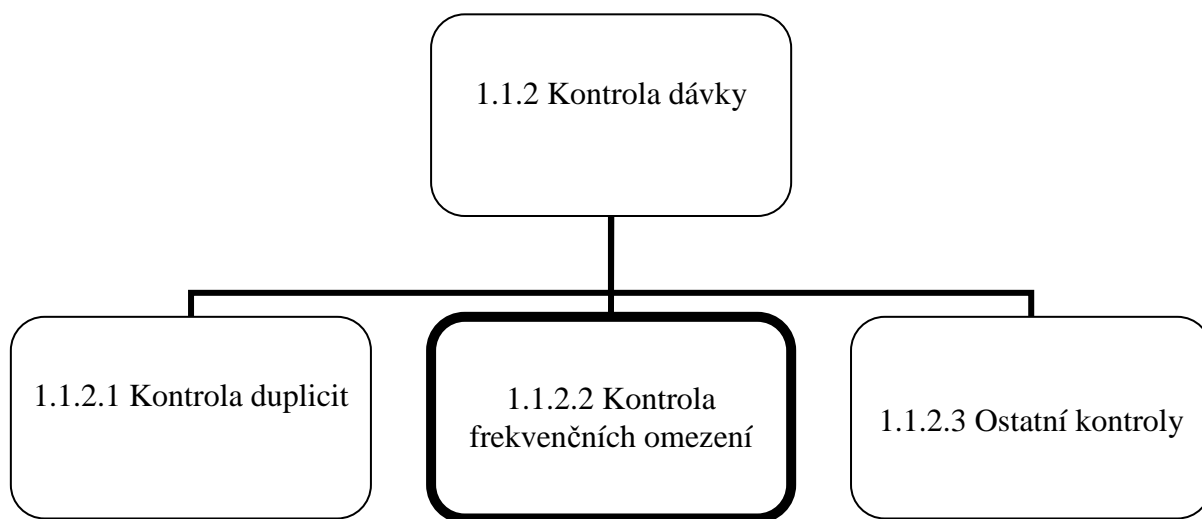 1.1.2 Kontrola dávky
1.1.2.1 Kontrola duplicit
1.1.2.2 Kontrola
frekvenčních omezení
1.1.2.3 Ostatní kontroly